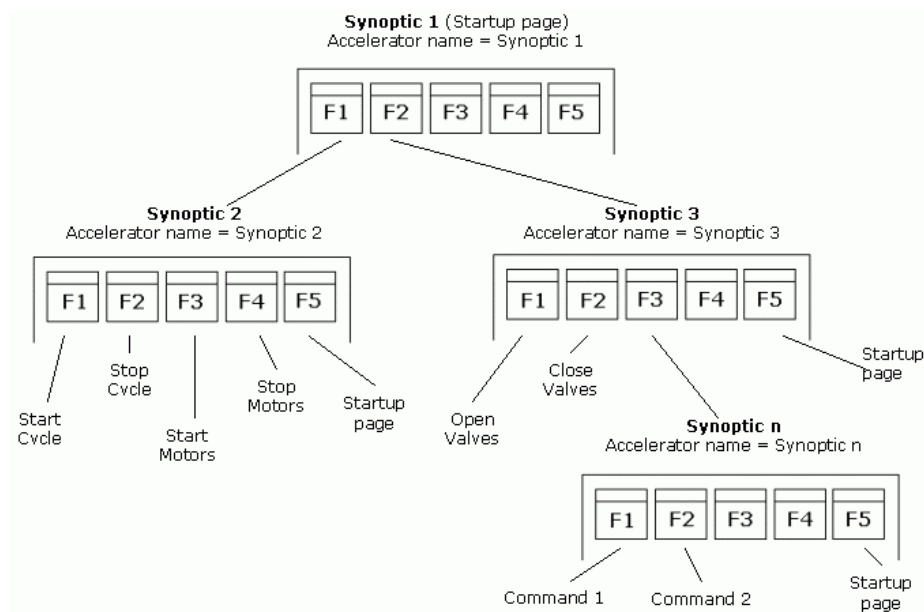 Synoptic 1 (Startup page)
Accelerator name = Synoptic 1
F1 F2 F3 F4 F5
Synoptic 2
Accelerator name = Synoptic 2
F1 F2 F3 F4 F5
Start
Cvcle
Stop
Cvcle
Start
Motors
Stop
Motors
Startup
page
Synoptic 3
Accelerator name = Synoptic 3
F1 F2 F3 F4 F5
Open
Valves
Close
Valves
Startup
page
Synoptic n
Accelerator name = Synoptic n
F1 F2 F3 F4 F5
Command 1
Command 2
Startup
page